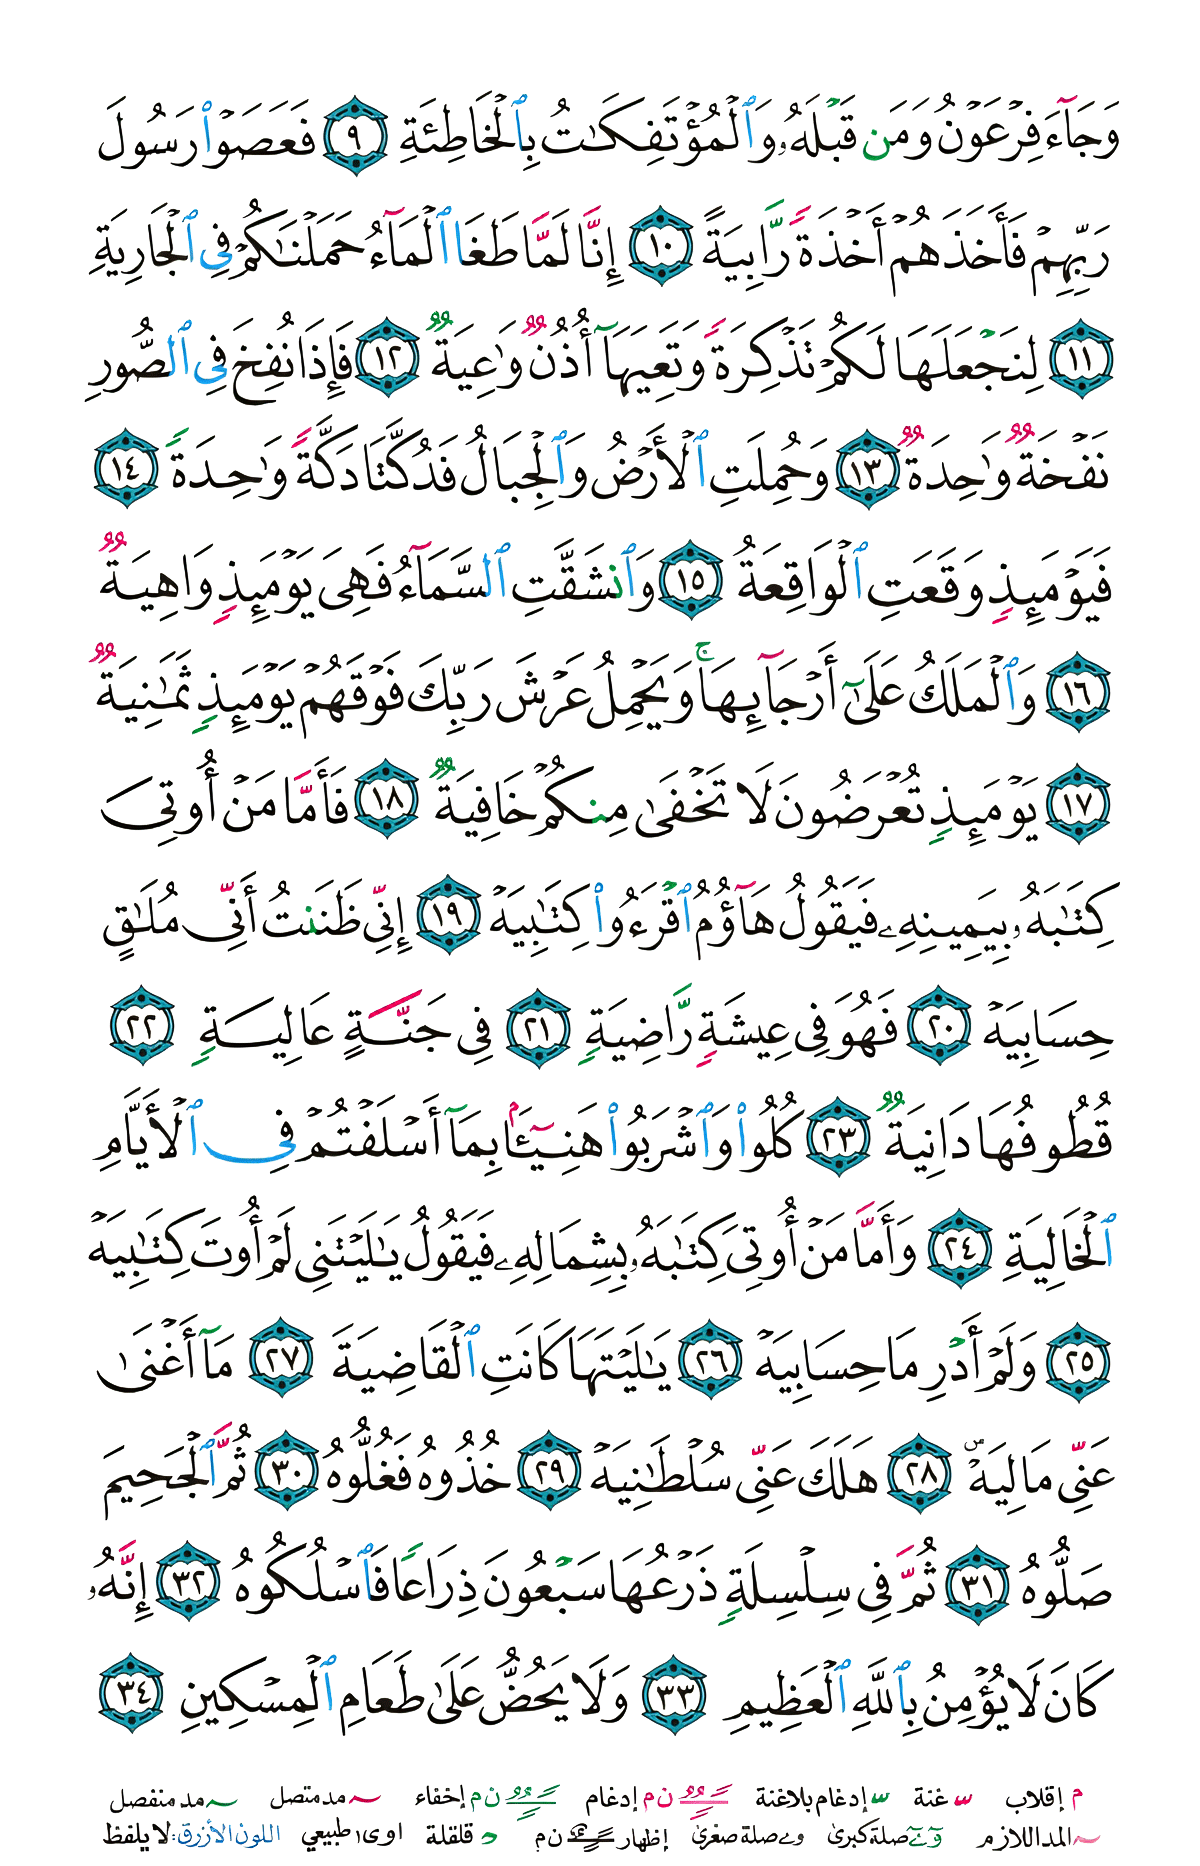 وَجَآءَ فِرۡعَوۡنُ وَمَن قَبۡلَهُۥ وَٱلۡمُؤۡتَفِكَٰتُ بِٱلۡخَاطِئَةِ ٩ فَعَصَوۡاْ رَسُولَ
رَبِّهِمۡ فَأَخَذَهُمۡ أَخۡذَةٗ رَّابِيَةً ١٠ إِنَّا لَمَّا طَغَا ٱلۡمَآءُ حَمَلۡنَٰكُمۡ فِي ٱلۡجَارِيَةِ
١١ لِنَجۡعَلَهَا لَكُمۡ تَذۡكِرَةٗ وَتَعِيَهَآ أُذُنٞ وَٰعِيَةٞ ١٢ فَإِذَا نُفِخَ فِي ٱلصُّورِ
نَفۡخَةٞ وَٰحِدَةٞ ١٣ وَحُمِلَتِ ٱلۡأَرۡضُ وَٱلۡجِبَالُ فَدُكَّتَا دَكَّةٗ وَٰحِدَةٗ ١٤
فَيَوۡمَئِذٖ وَقَعَتِ ٱلۡوَاقِعَةُ ١٥ وَٱنشَقَّتِ ٱلسَّمَآءُ فَهِيَ يَوۡمَئِذٖ وَاهِيَةٞ
١٦ وَٱلۡمَلَكُ عَلَىٰٓ أَرۡجَآئِهَاۚ وَيَحۡمِلُ عَرۡشَ رَبِّكَ فَوۡقَهُمۡ يَوۡمَئِذٖ ثَمَٰنِيَةٞ
١٧ يَوۡمَئِذٖ تُعۡرَضُونَ لَا تَخۡفَىٰ مِنكُمۡ خَافِيَةٞ ١٨ فَأَمَّا مَنۡ أُوتِيَ
كِتَٰبَهُۥ بِيَمِينِهِۦ فَيَقُولُ هَآؤُمُ ٱقۡرَءُواْ كِتَٰبِيَهۡ ١٩ إِنِّي ظَنَنتُ أَنِّي مُلَٰقٍ
حِسَابِيَهۡ ٢٠ فَهُوَ فِي عِيشَةٖ رَّاضِيَةٖ ٢١ فِي جَنَّةٍ عَالِيَةٖ ٢٢
قُطُوفُهَا دَانِيَةٞ ٢٣ كُلُواْ وَٱشۡرَبُواْ هَنِيٓـَٔۢا بِمَآ أَسۡلَفۡتُمۡ فِي ٱلۡأَيَّامِ
ٱلۡخَالِيَةِ ٢٤ وَأَمَّا مَنۡ أُوتِيَ كِتَٰبَهُۥ بِشِمَالِهِۦ فَيَقُولُ يَٰلَيۡتَنِي لَمۡ أُوتَ كِتَٰبِيَهۡ
٢٥ وَلَمۡ أَدۡرِ مَا حِسَابِيَهۡ ٢٦ يَٰلَيۡتَهَا كَانَتِ ٱلۡقَاضِيَةَ ٢٧ مَآ أَغۡنَىٰ
عَنِّي مَالِيَهۡۜ ٢٨ هَلَكَ عَنِّي سُلۡطَٰنِيَهۡ ٢٩ خُذُوهُ فَغُلُّوهُ ٣٠ ثُمَّ ٱلۡجَحِيمَ
صَلُّوهُ ٣١ ثُمَّ فِي سِلۡسِلَةٖ ذَرۡعُهَا سَبۡعُونَ ذِرَاعٗا فَٱسۡلُكُوهُ ٣٢ إِنَّهُۥ
كَانَ لَا يُؤۡمِنُ بِٱللَّهِ ٱلۡعَظِيمِ ٣٣ وَلَا يَحُضُّ عَلَىٰ طَعَامِ ٱلۡمِسۡكِينِ ٣٤
م إقلاب غنة إدغام بلاغنة ن م إدغام ن م إخفاء مد متصل مد منفصل
المد اللازم صلة كبرى و ے صلة صغرى إظهار ن م قلقلة ا و ى طبيعي اللون الأزرق: لا يلفظ